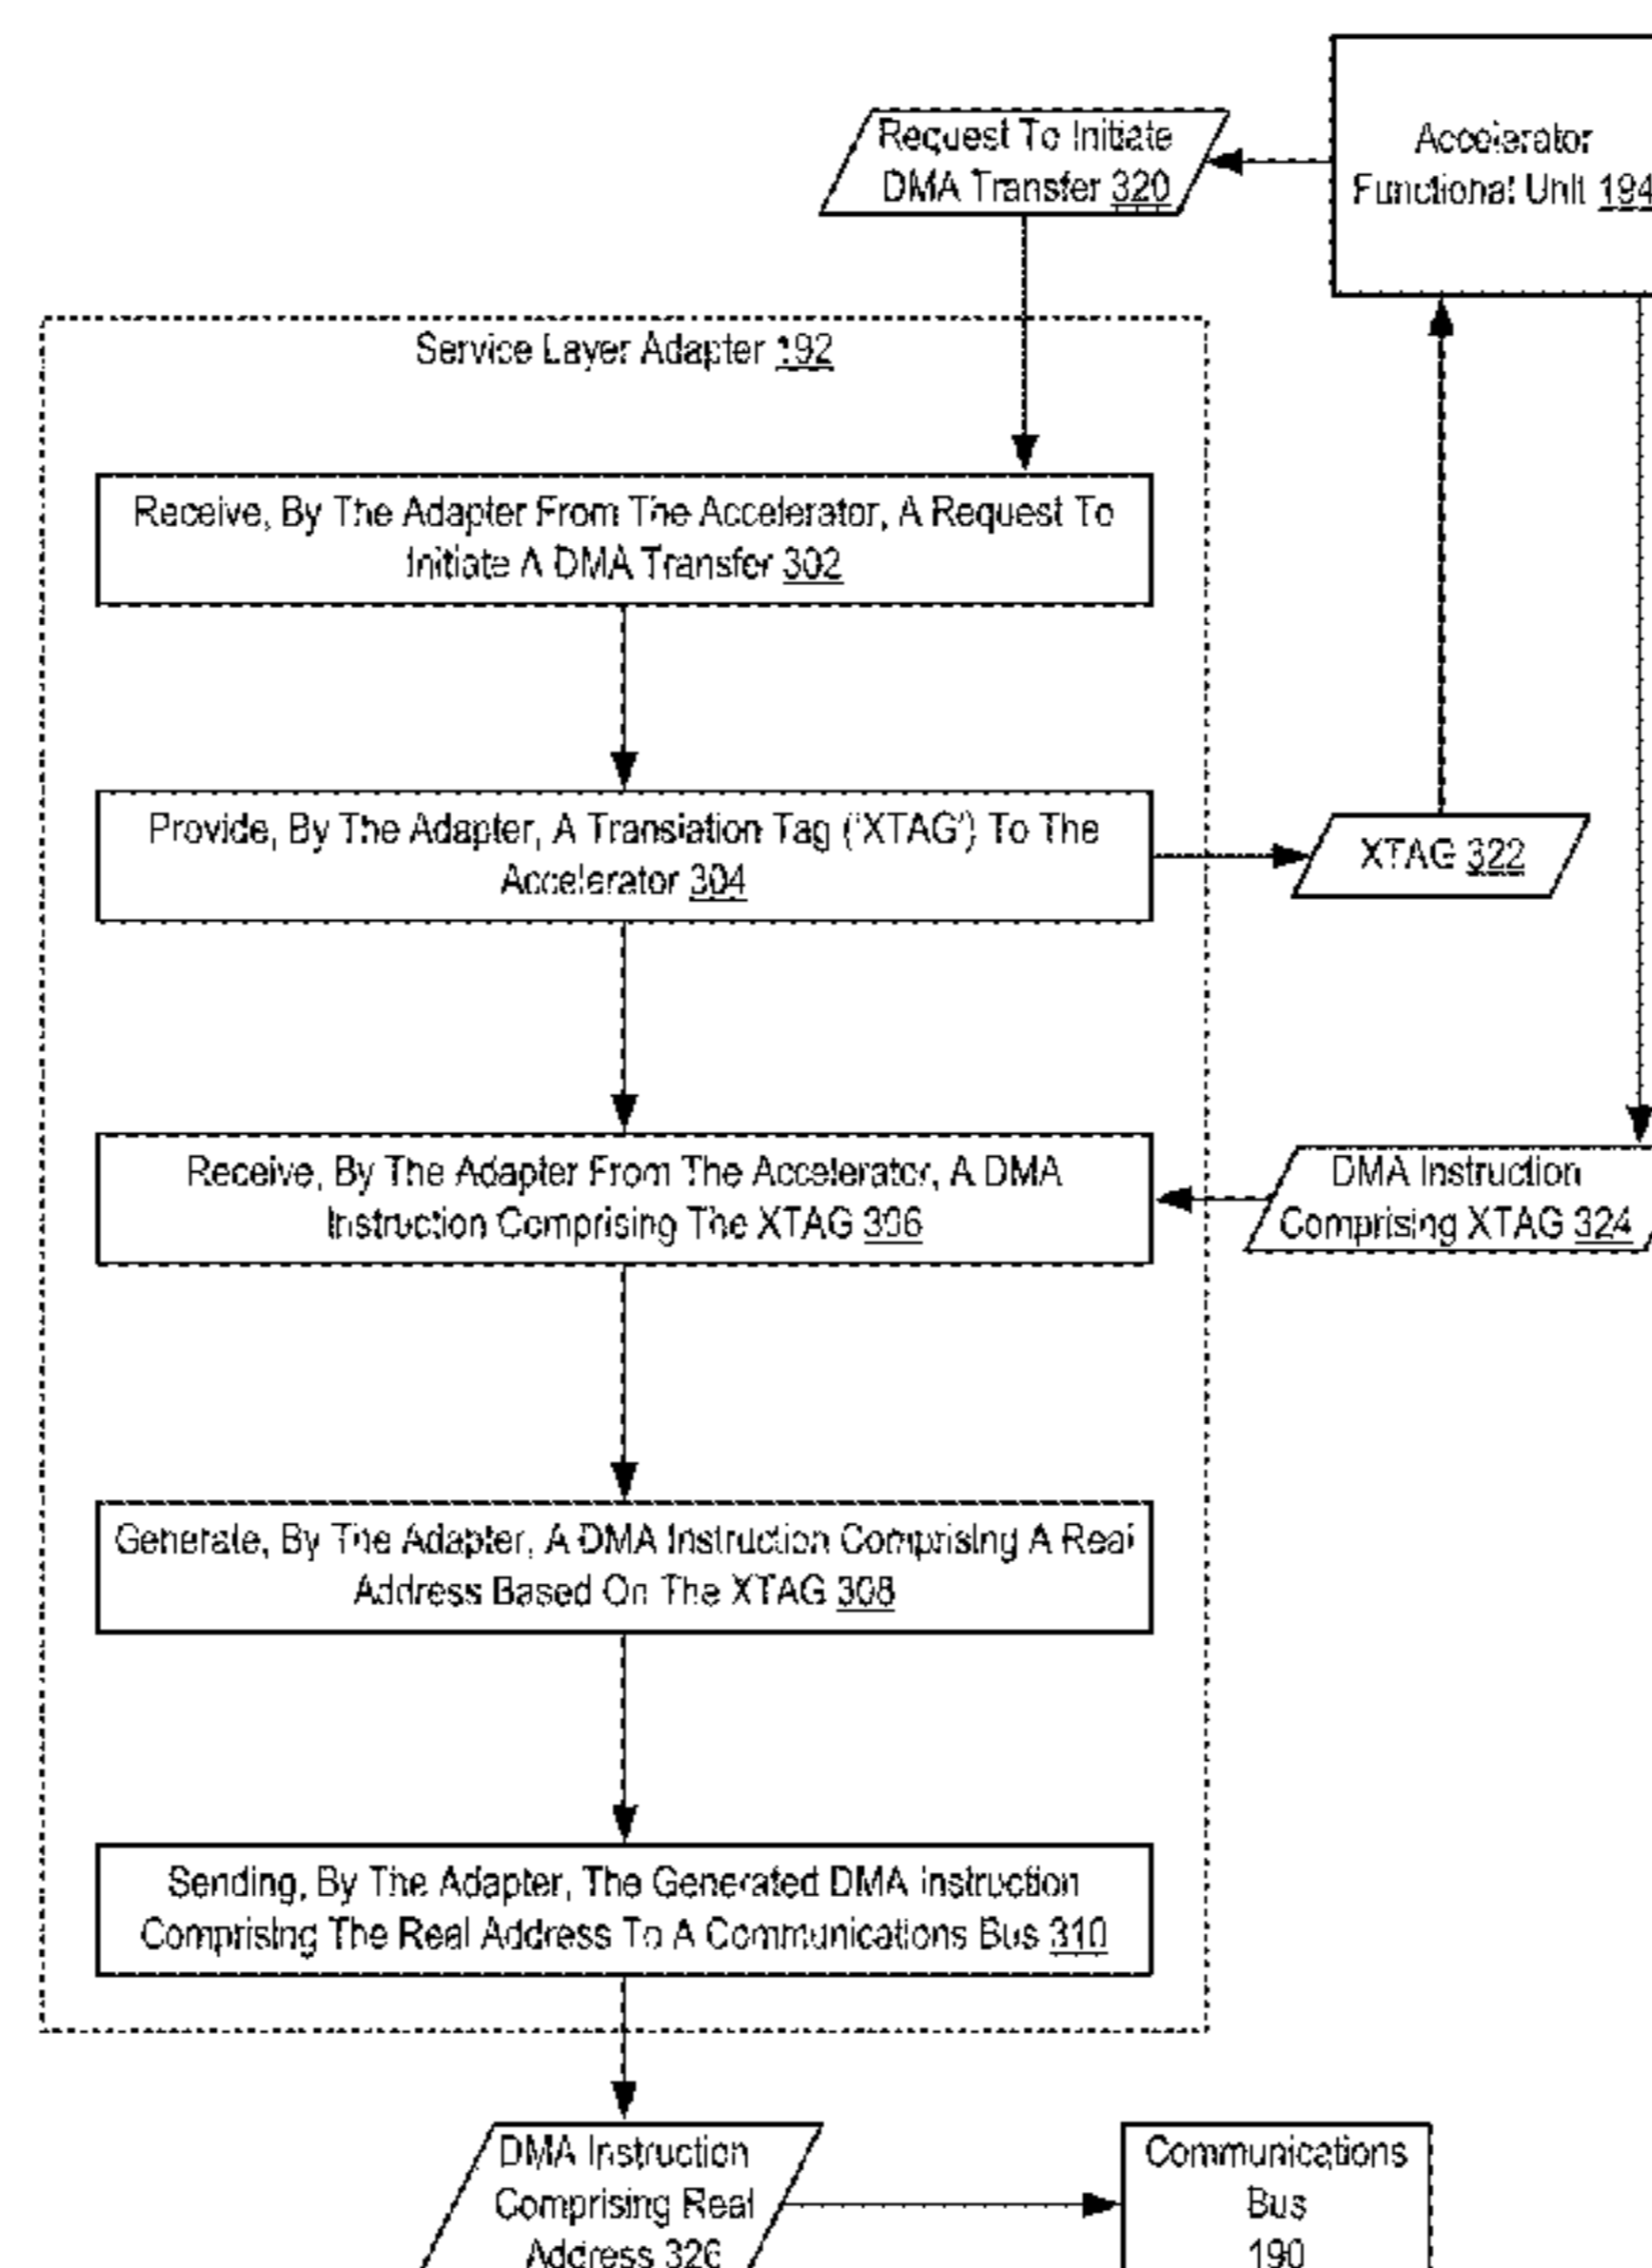 Request To Initiate
DMA Transfer 320
Accelerator
Functional Unit 194
Service Layer Adapter 192
Receive, By The Adapter From The Accelerator, A Request To
Initiate A DMA Transfer 302
Provide, By The Adapter, A Translation Tag ('XTAG') To The
Accelerator 304
XTAG 322
Receive, By The Adapter From The Accelerator, A DMA
Instruction Comprising The XTAG 306
DMA Instruction
Comprising XTAG 324
Generate, By The Adapter, A DMA Instruction Comprising A Real
Address Based On The XTAG 308
Sending, By The Adapter, The Generated DMA Instruction
Comprising The Real Address To A Communications Bus 310
DMA Instruction
Comprising Real
Address 326
Communications
Bus
190